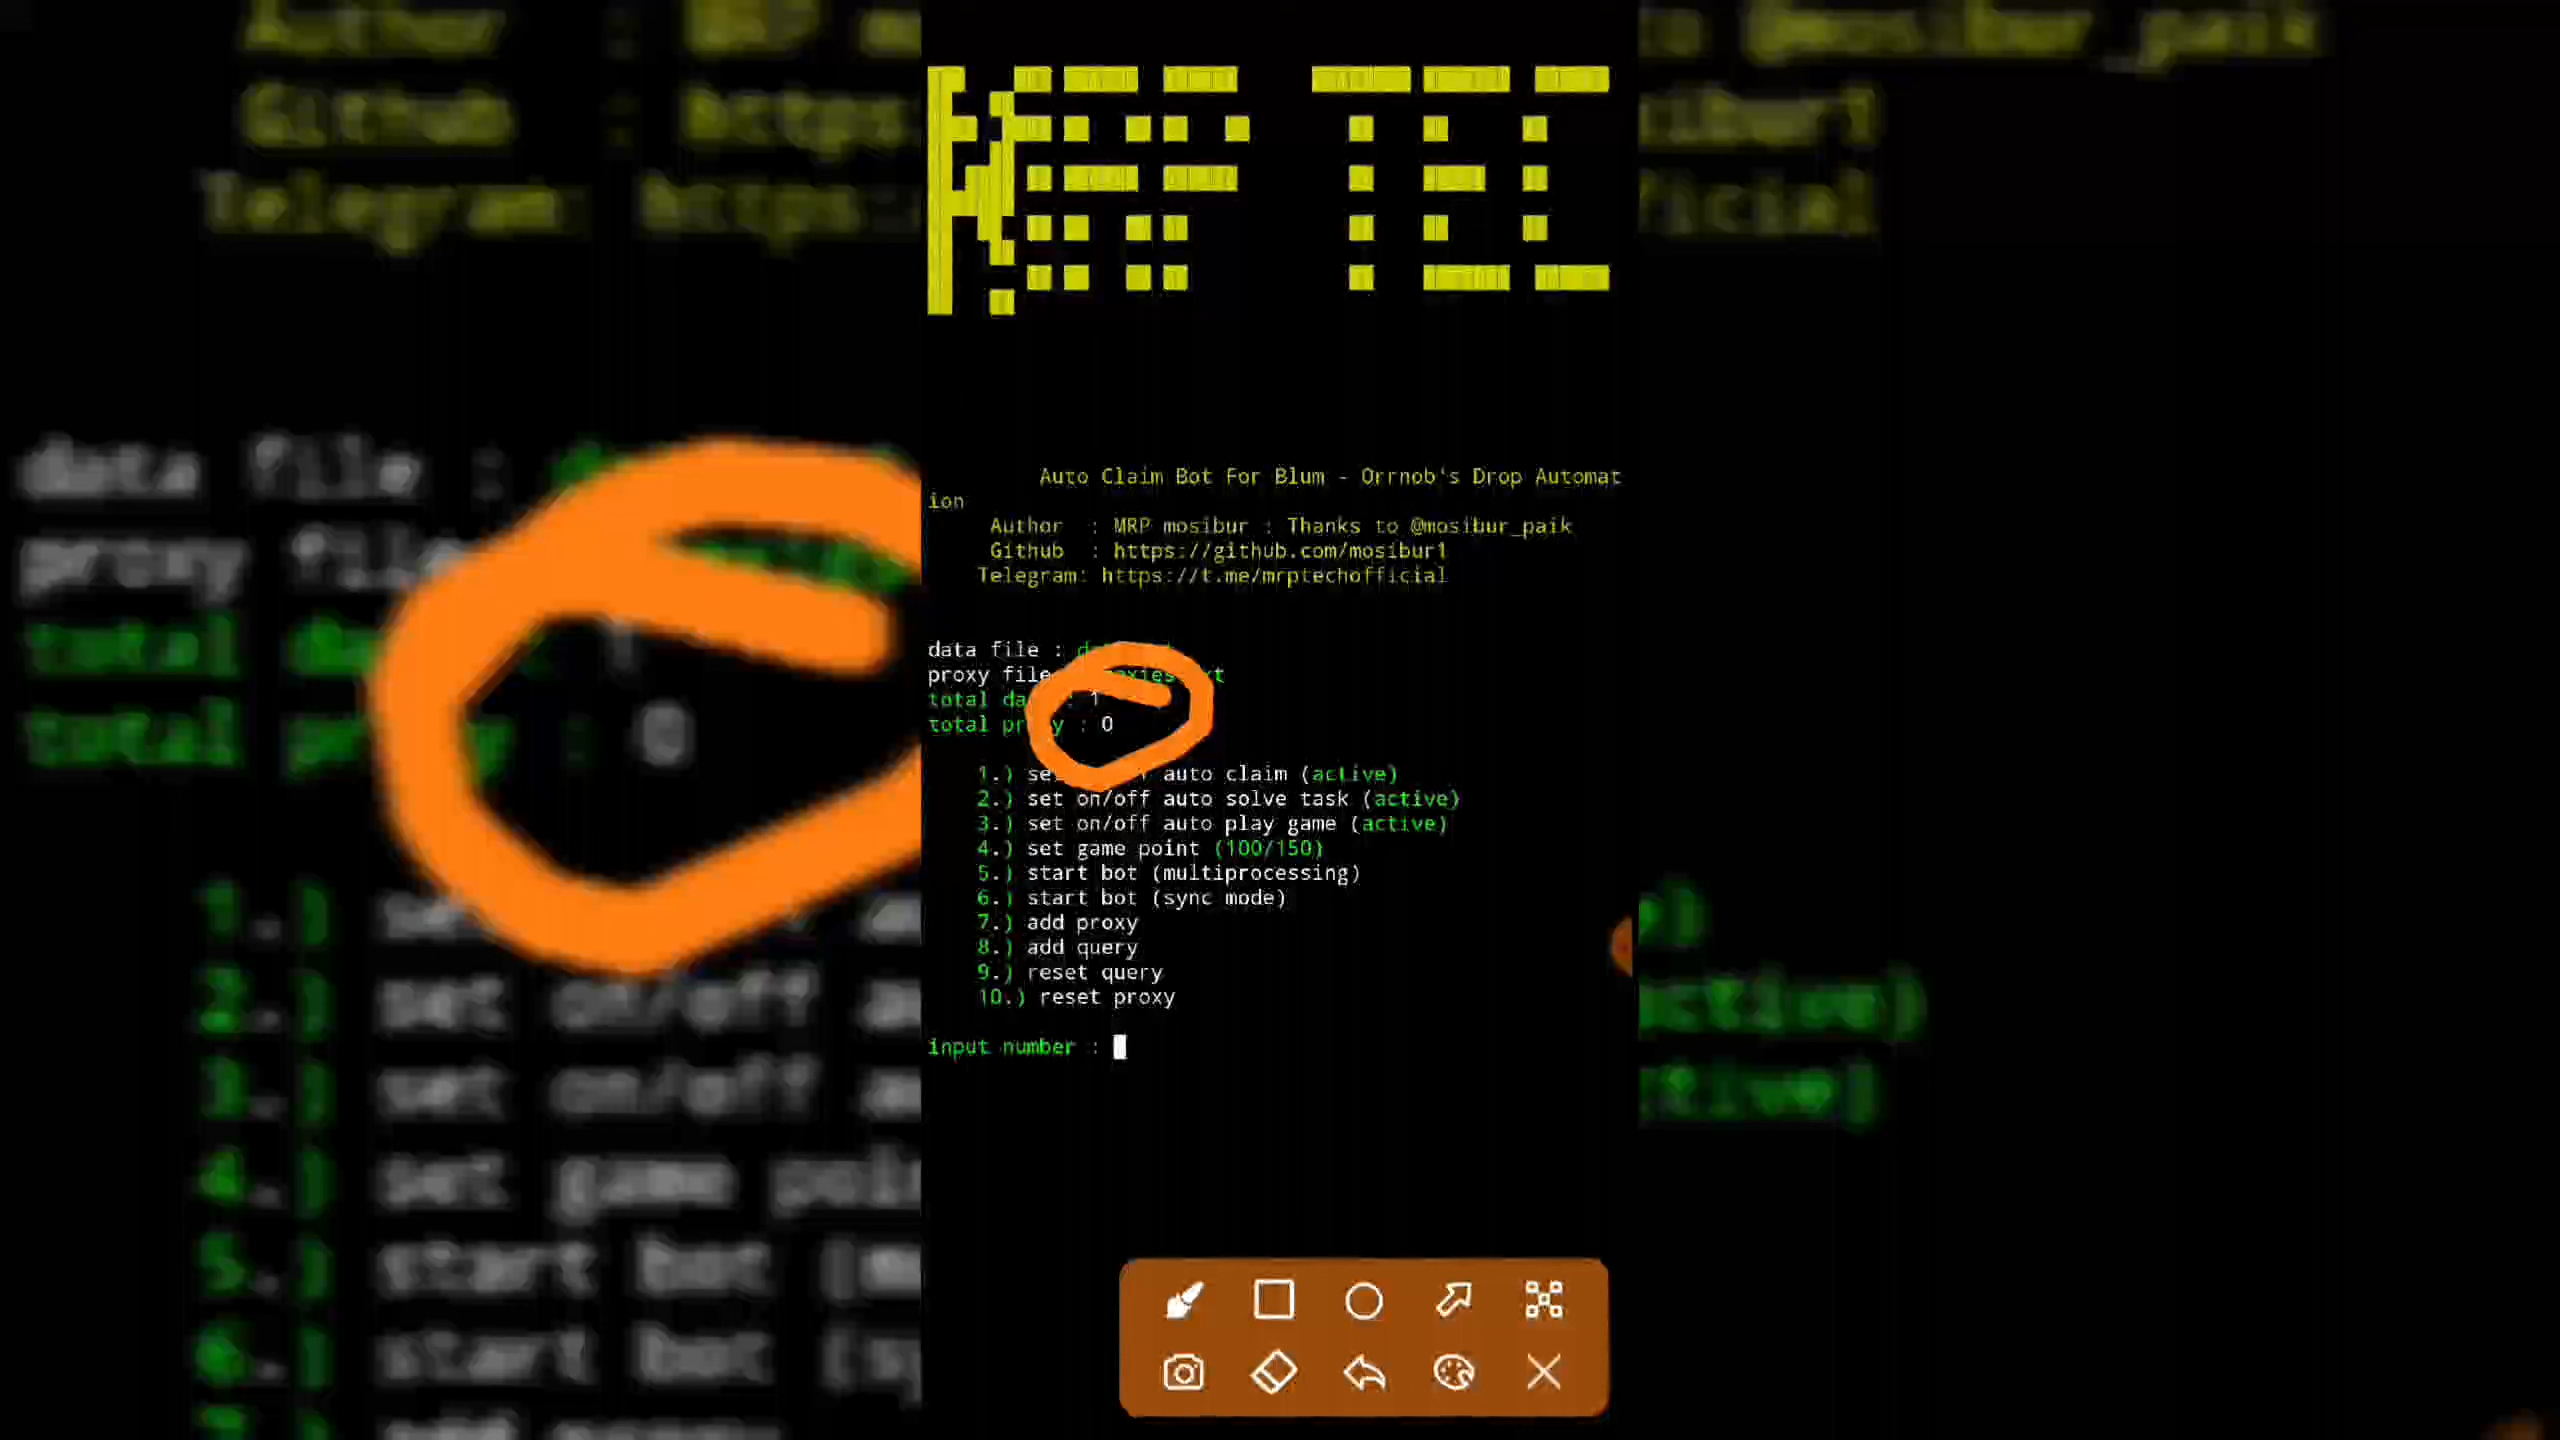 Auto Claim Bot For Blum - Orrnob's Drop Automat
ion
Author : MRP mosibur : Thanks to @mosibur_paik
Github : https://github.com/mosibur1
Telegram: https://t.me/mrptechofficial
data file :
proxy file
total da : 1
total pr y : 0
1.) se auto claim (active)
2.) set on/off auto solve task (active)
3.) set on/off auto play game (active)
4.) set game point (100/150)
5.) start bot (multiprocessing)
6.) start bot (sync mode)
7.) add proxy
8.) add query
9.) reset query
10.) reset proxy
input number :